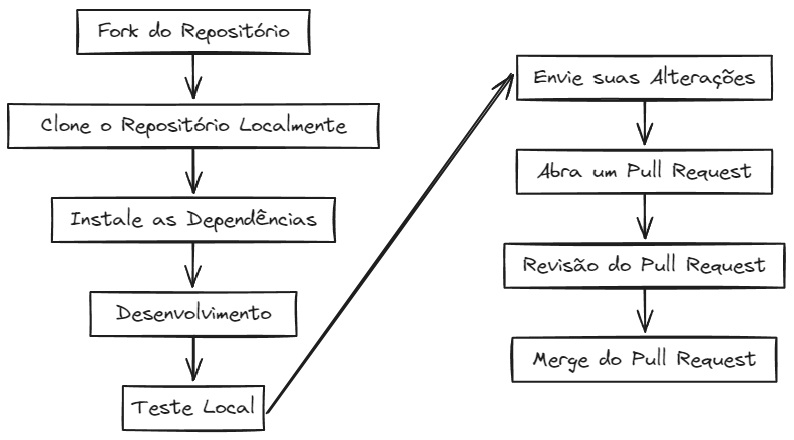 Fork do Repositório
Clone o Repositório Localmente
Instale as Dependências
Desenvolvimento
Teste Local
Envie suas Alterações
Abra um Pull Request
Revisão do Pull Request
Merge do Pull Request